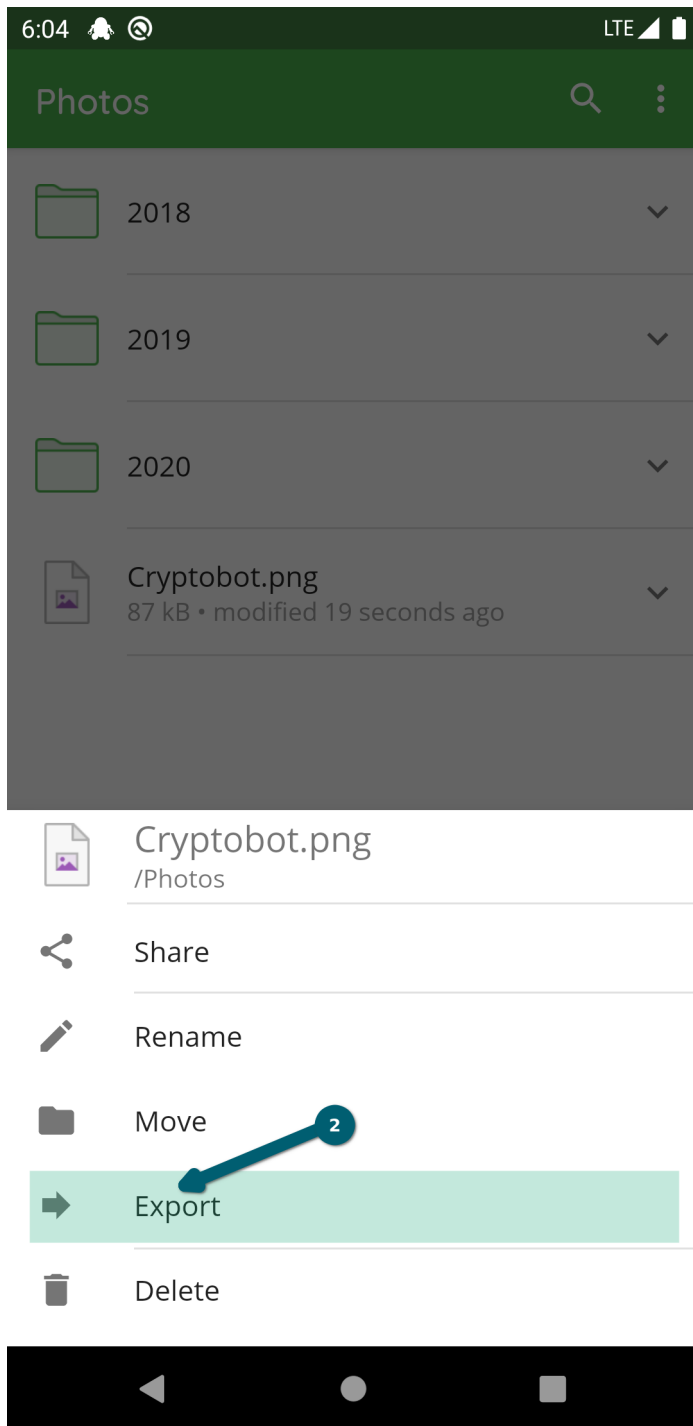 6:04 LTE
Photos
2018
2019
2020
Cryptobot.png
87 kB • modified 19 seconds ago
Cryptobot.png
/Photos
Share
Rename
Move
2
Export
Delete